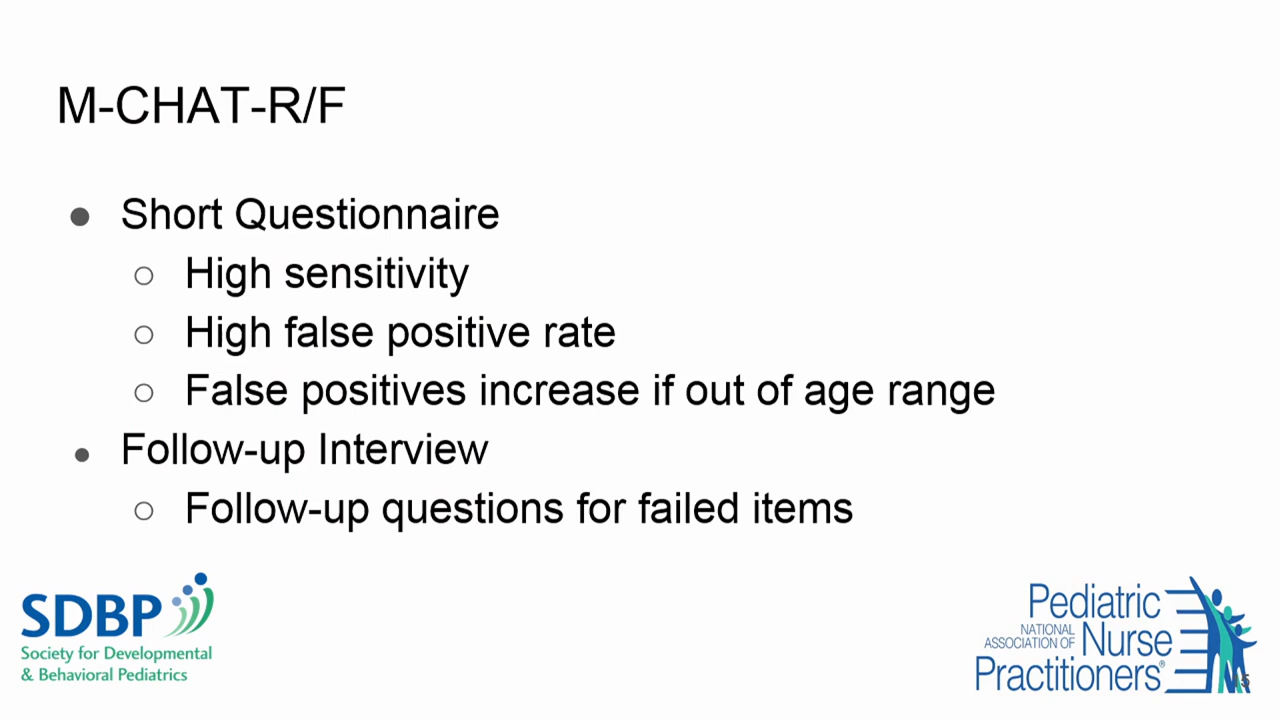 M-CHAT-R/F
● Short Questionnaire
○ High sensitivity
○ High false positive rate
○ False positives increase if out of age range
● Follow-up Interview
○ Follow-up questions for failed items
SDBP
Society for Developmental
& Behavioral Pediatrics
Pediatric
NATIONAL
ASSOCIATION OF
Nurse
Practitioners®
15